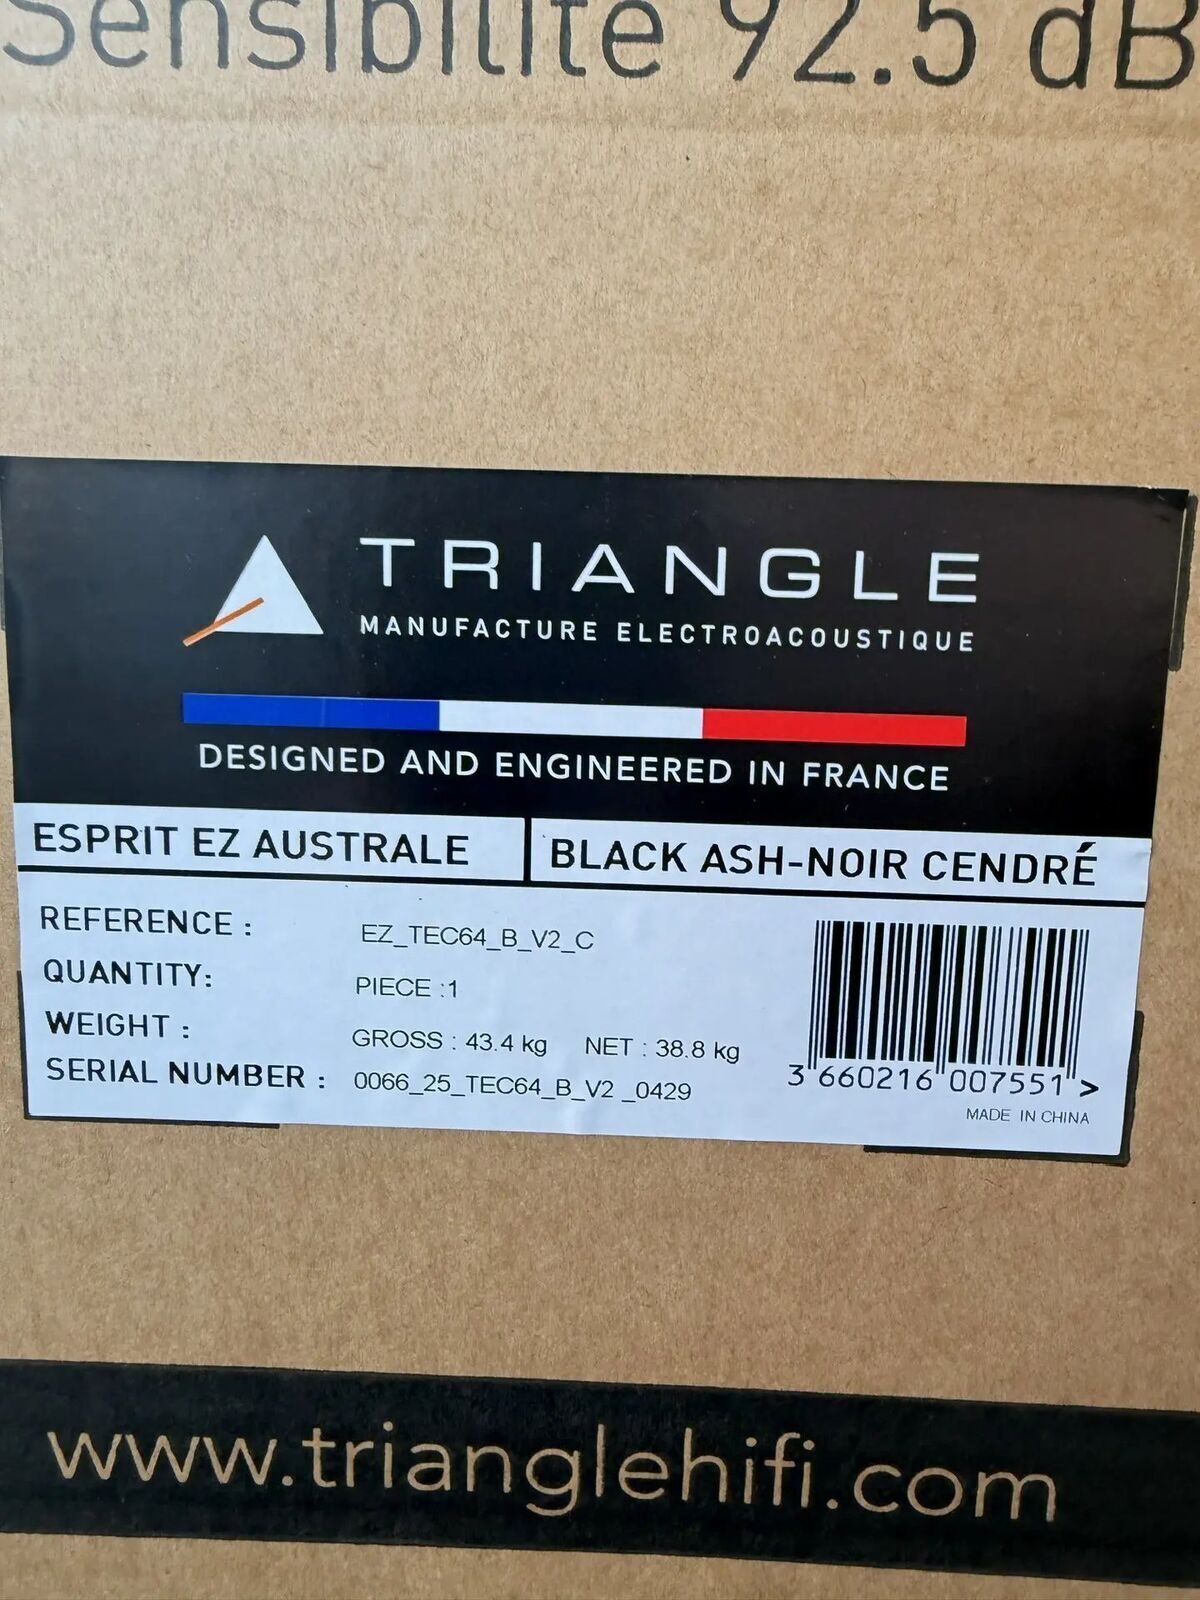 Sensibilité 92.5 dB
TRIANGLE
MANUFACTURE ELECTROACOUSTIQUE
DESIGNED AND ENGINEERED IN FRANCE
ESPRIT EZ AUSTRALE BLACK ASH-NOIR CENDRÉ
REFERENCE : EZ_TEC64_B_V2_C
QUANTITY: PIECE :1
WEIGHT : GROSS : 43.4 kg NET : 38.8 kg
SERIAL NUMBER : 0066_25_TEC64_B_V2 _0429
3 660216 007551 >
MADE IN CHINA
www.trianglehifi.com